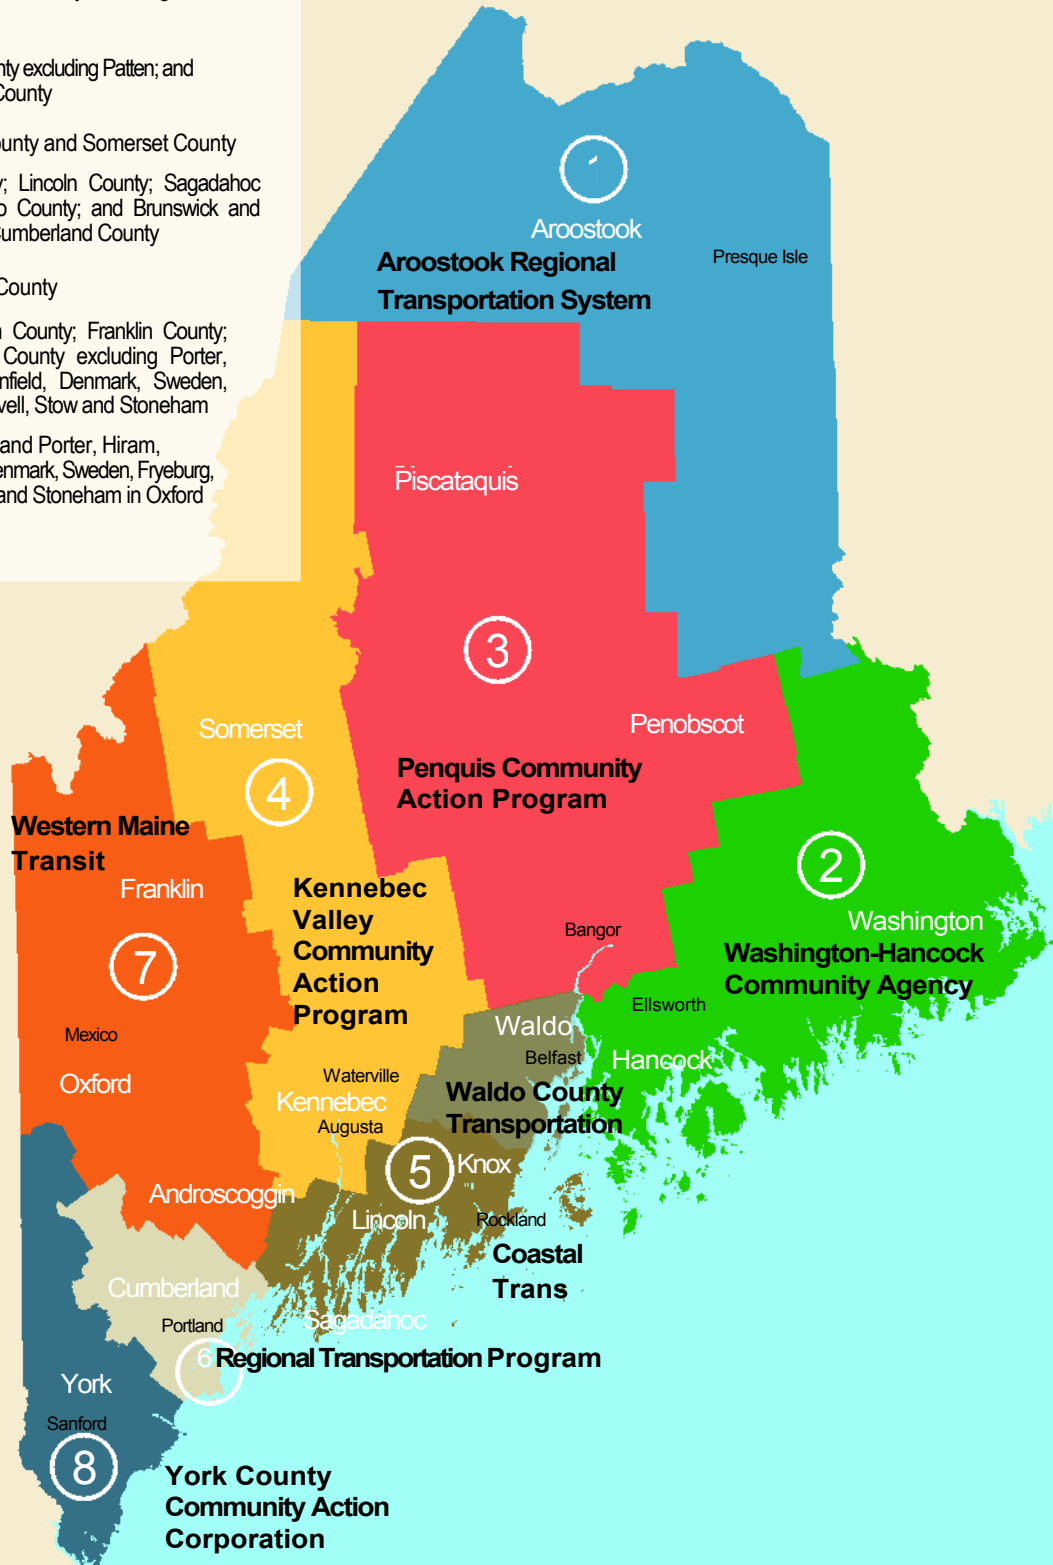 nty excluding Patten; and
County
ounty and Somerset County
y; Lincoln County; Sagadahoc
o County; and Brunswick and
Cumberland County
County
n County; Franklin County;
County excluding Porter,
nfield, Denmark, Sweden,
vell, Stow and Stoneham
and Porter, Hiram,
enmark, Sweden, Fryeburg,
and Stoneham in Oxford
1
Aroostook
Aroostook Regional
Transportation System
Presque Isle
Piscataquis
3
Penobscot
Penquis Community
Action Program
Somerset
4
Western Maine
Transit
Franklin
7
Mexico
Oxford
Androscoggin
Kennebec
Valley
Community
Action
Program
Waterville
Kennebec
Augusta
Bangor
2
Washington
Washington-Hancock
Community Agency
Ellsworth
Hancock
Waldo
Belfast
Waldo County
Transportation
5
Knox
Lincoln
Rockland
Coastal
Trans
Sagadahoc
Cumberland
Portland
6 Regional Transportation Program
York
Sanford
8
York County
Community Action
Corporation